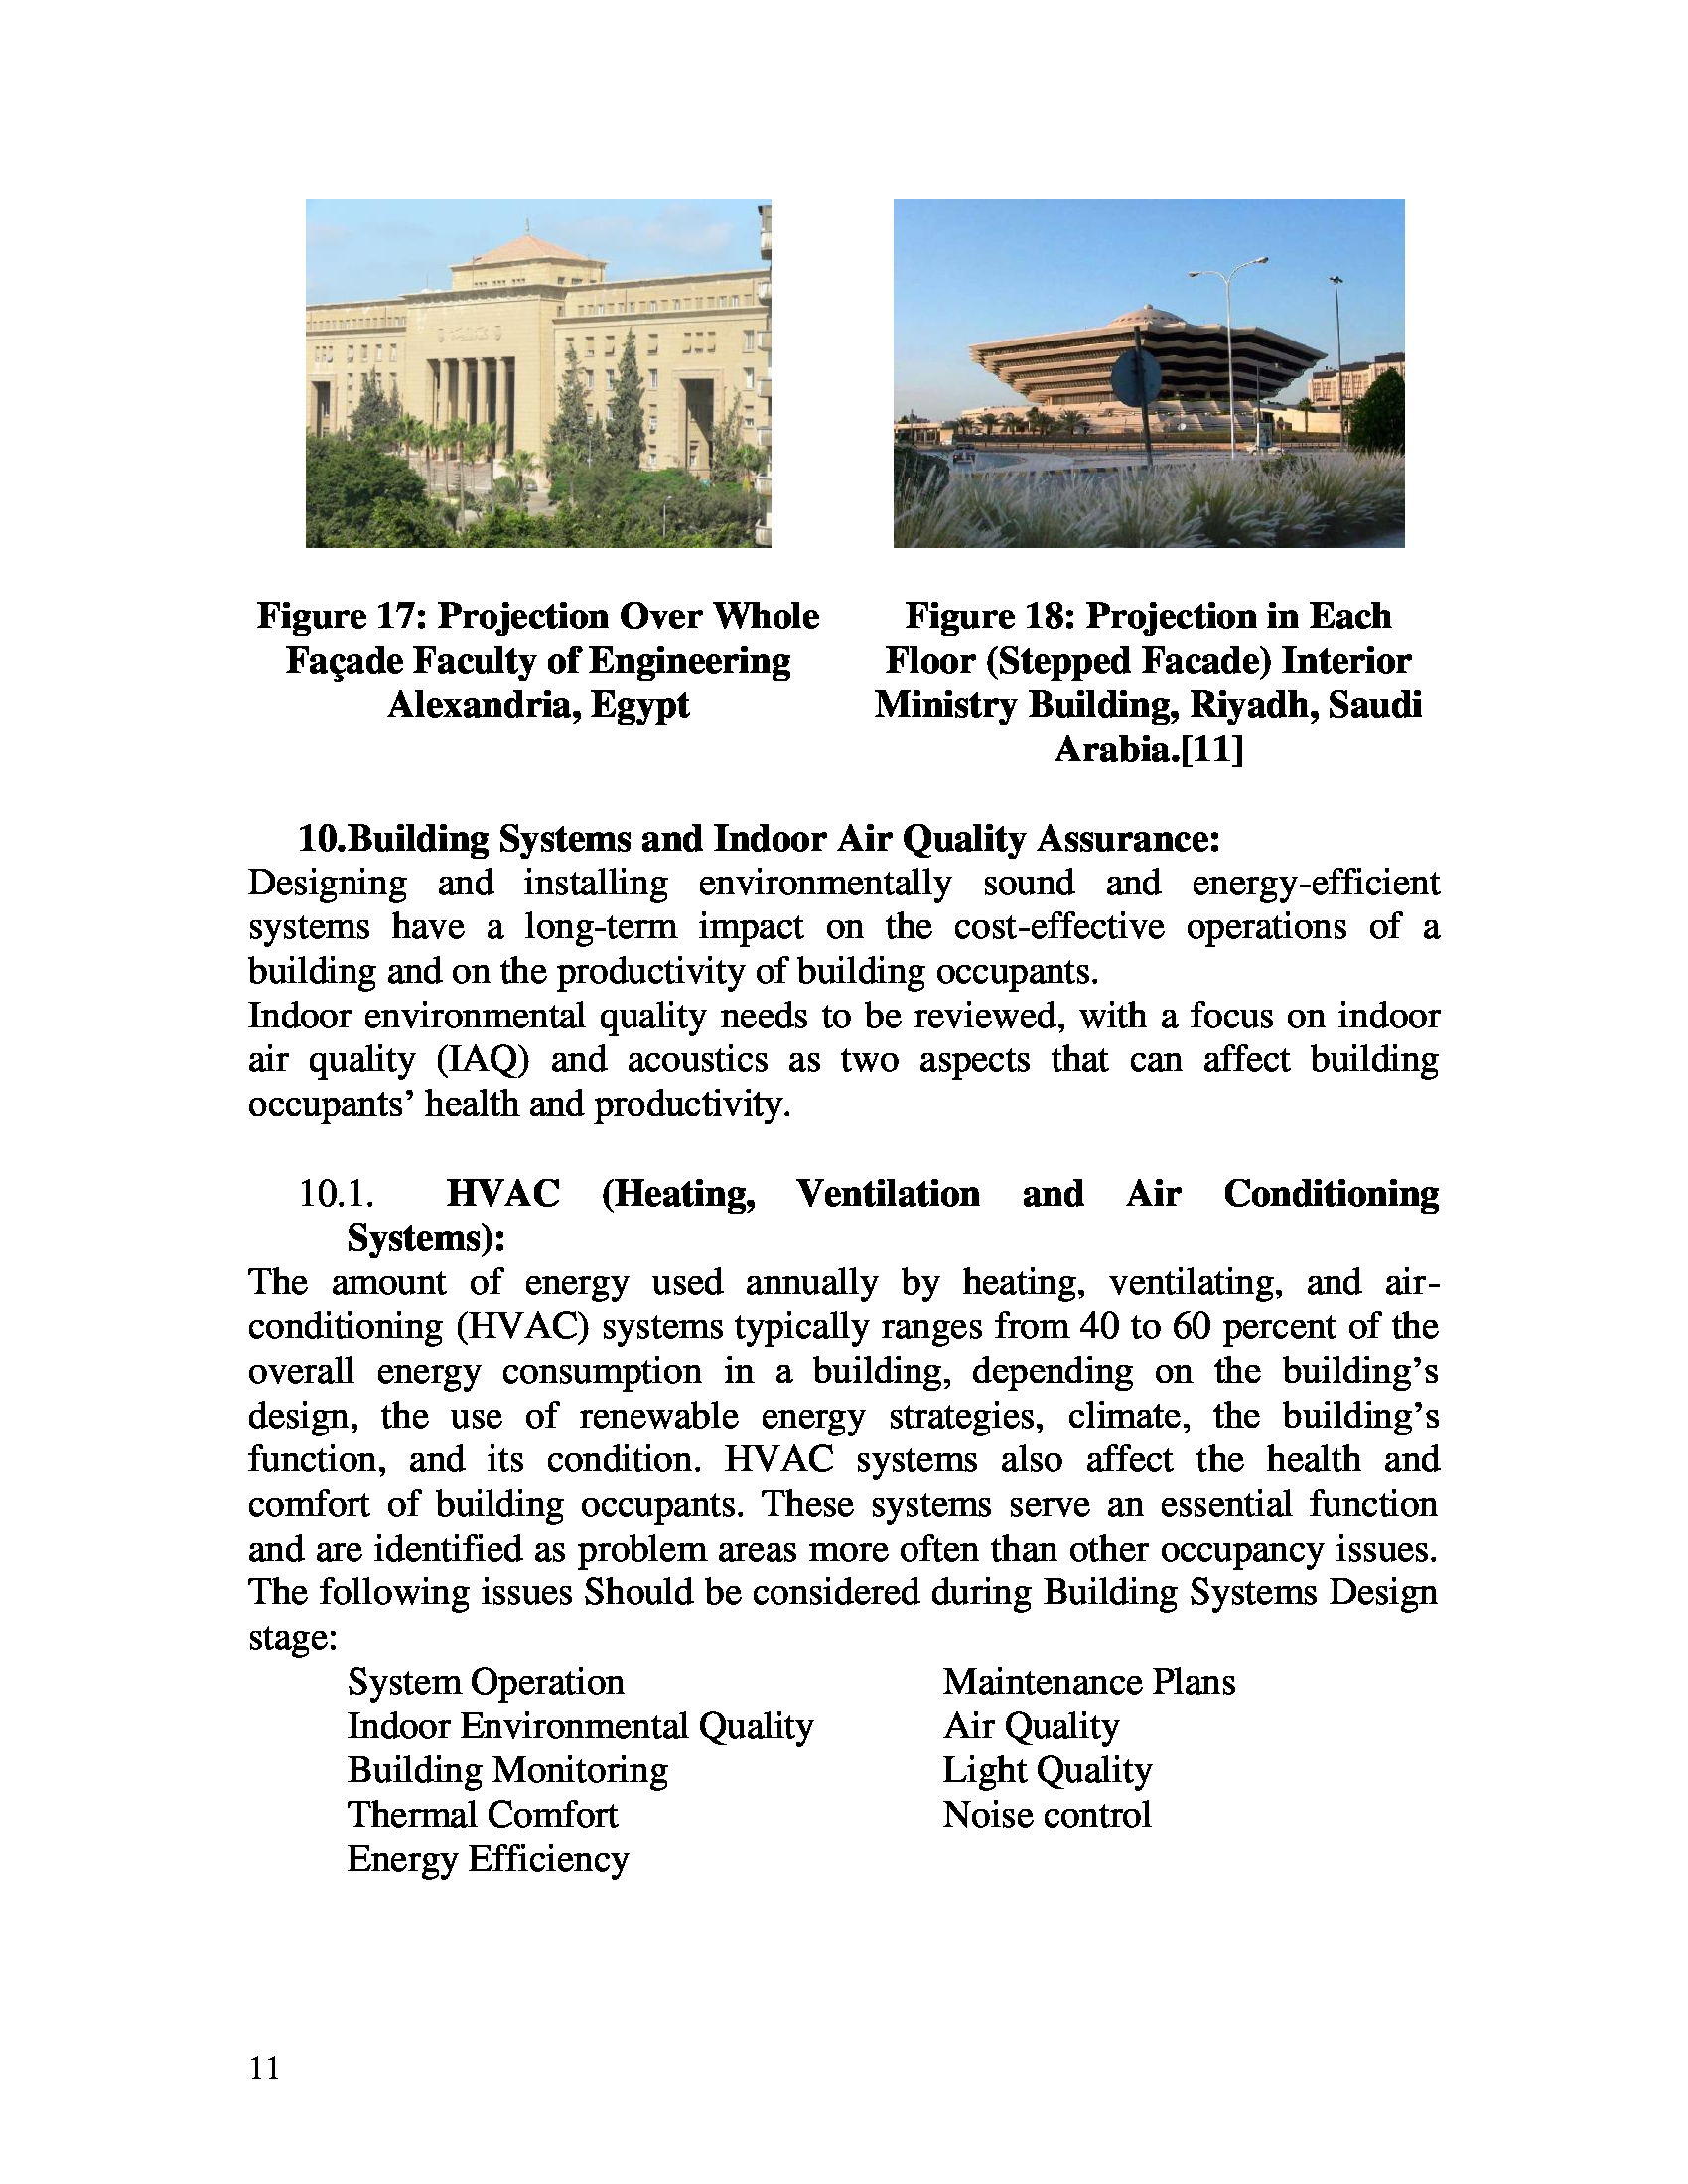 Figure 17: Projection Over Whole
Façade Faculty of Engineering
Alexandria, Egypt
Figure 18: Projection in Each
Floor (Stepped Facade) Interior
Ministry Building, Riyadh, Saudi
Arabia.[11]
10.Building Systems and Indoor Air Quality Assurance:
Designing and installing environmentally sound and energy-efficient
systems have a long-term impact on the cost-effective operations of a
building and on the productivity of building occupants.
Indoor environmental quality needs to be reviewed, with a focus on indoor
air quality (IAQ) and acoustics as two aspects that can affect building
occupants’ health and productivity.
10.1. HVAC (Heating, Ventilation and Air Conditioning
Systems):
The amount of energy used annually by heating, ventilating, and air-
conditioning (HVAC) systems typically ranges from 40 to 60 percent of the
overall energy consumption in a building, depending on the building’s
design, the use of renewable energy strategies, climate, the building’s
function, and its condition. HVAC systems also affect the health and
comfort of building occupants. These systems serve an essential function
and are identified as problem areas more often than other occupancy issues.
The following issues Should be considered during Building Systems Design
stage:
System Operation
Indoor Environmental Quality
Building Monitoring
Thermal Comfort
Energy Efficiency
Maintenance Plans
Air Quality
Light Quality
Noise control
11